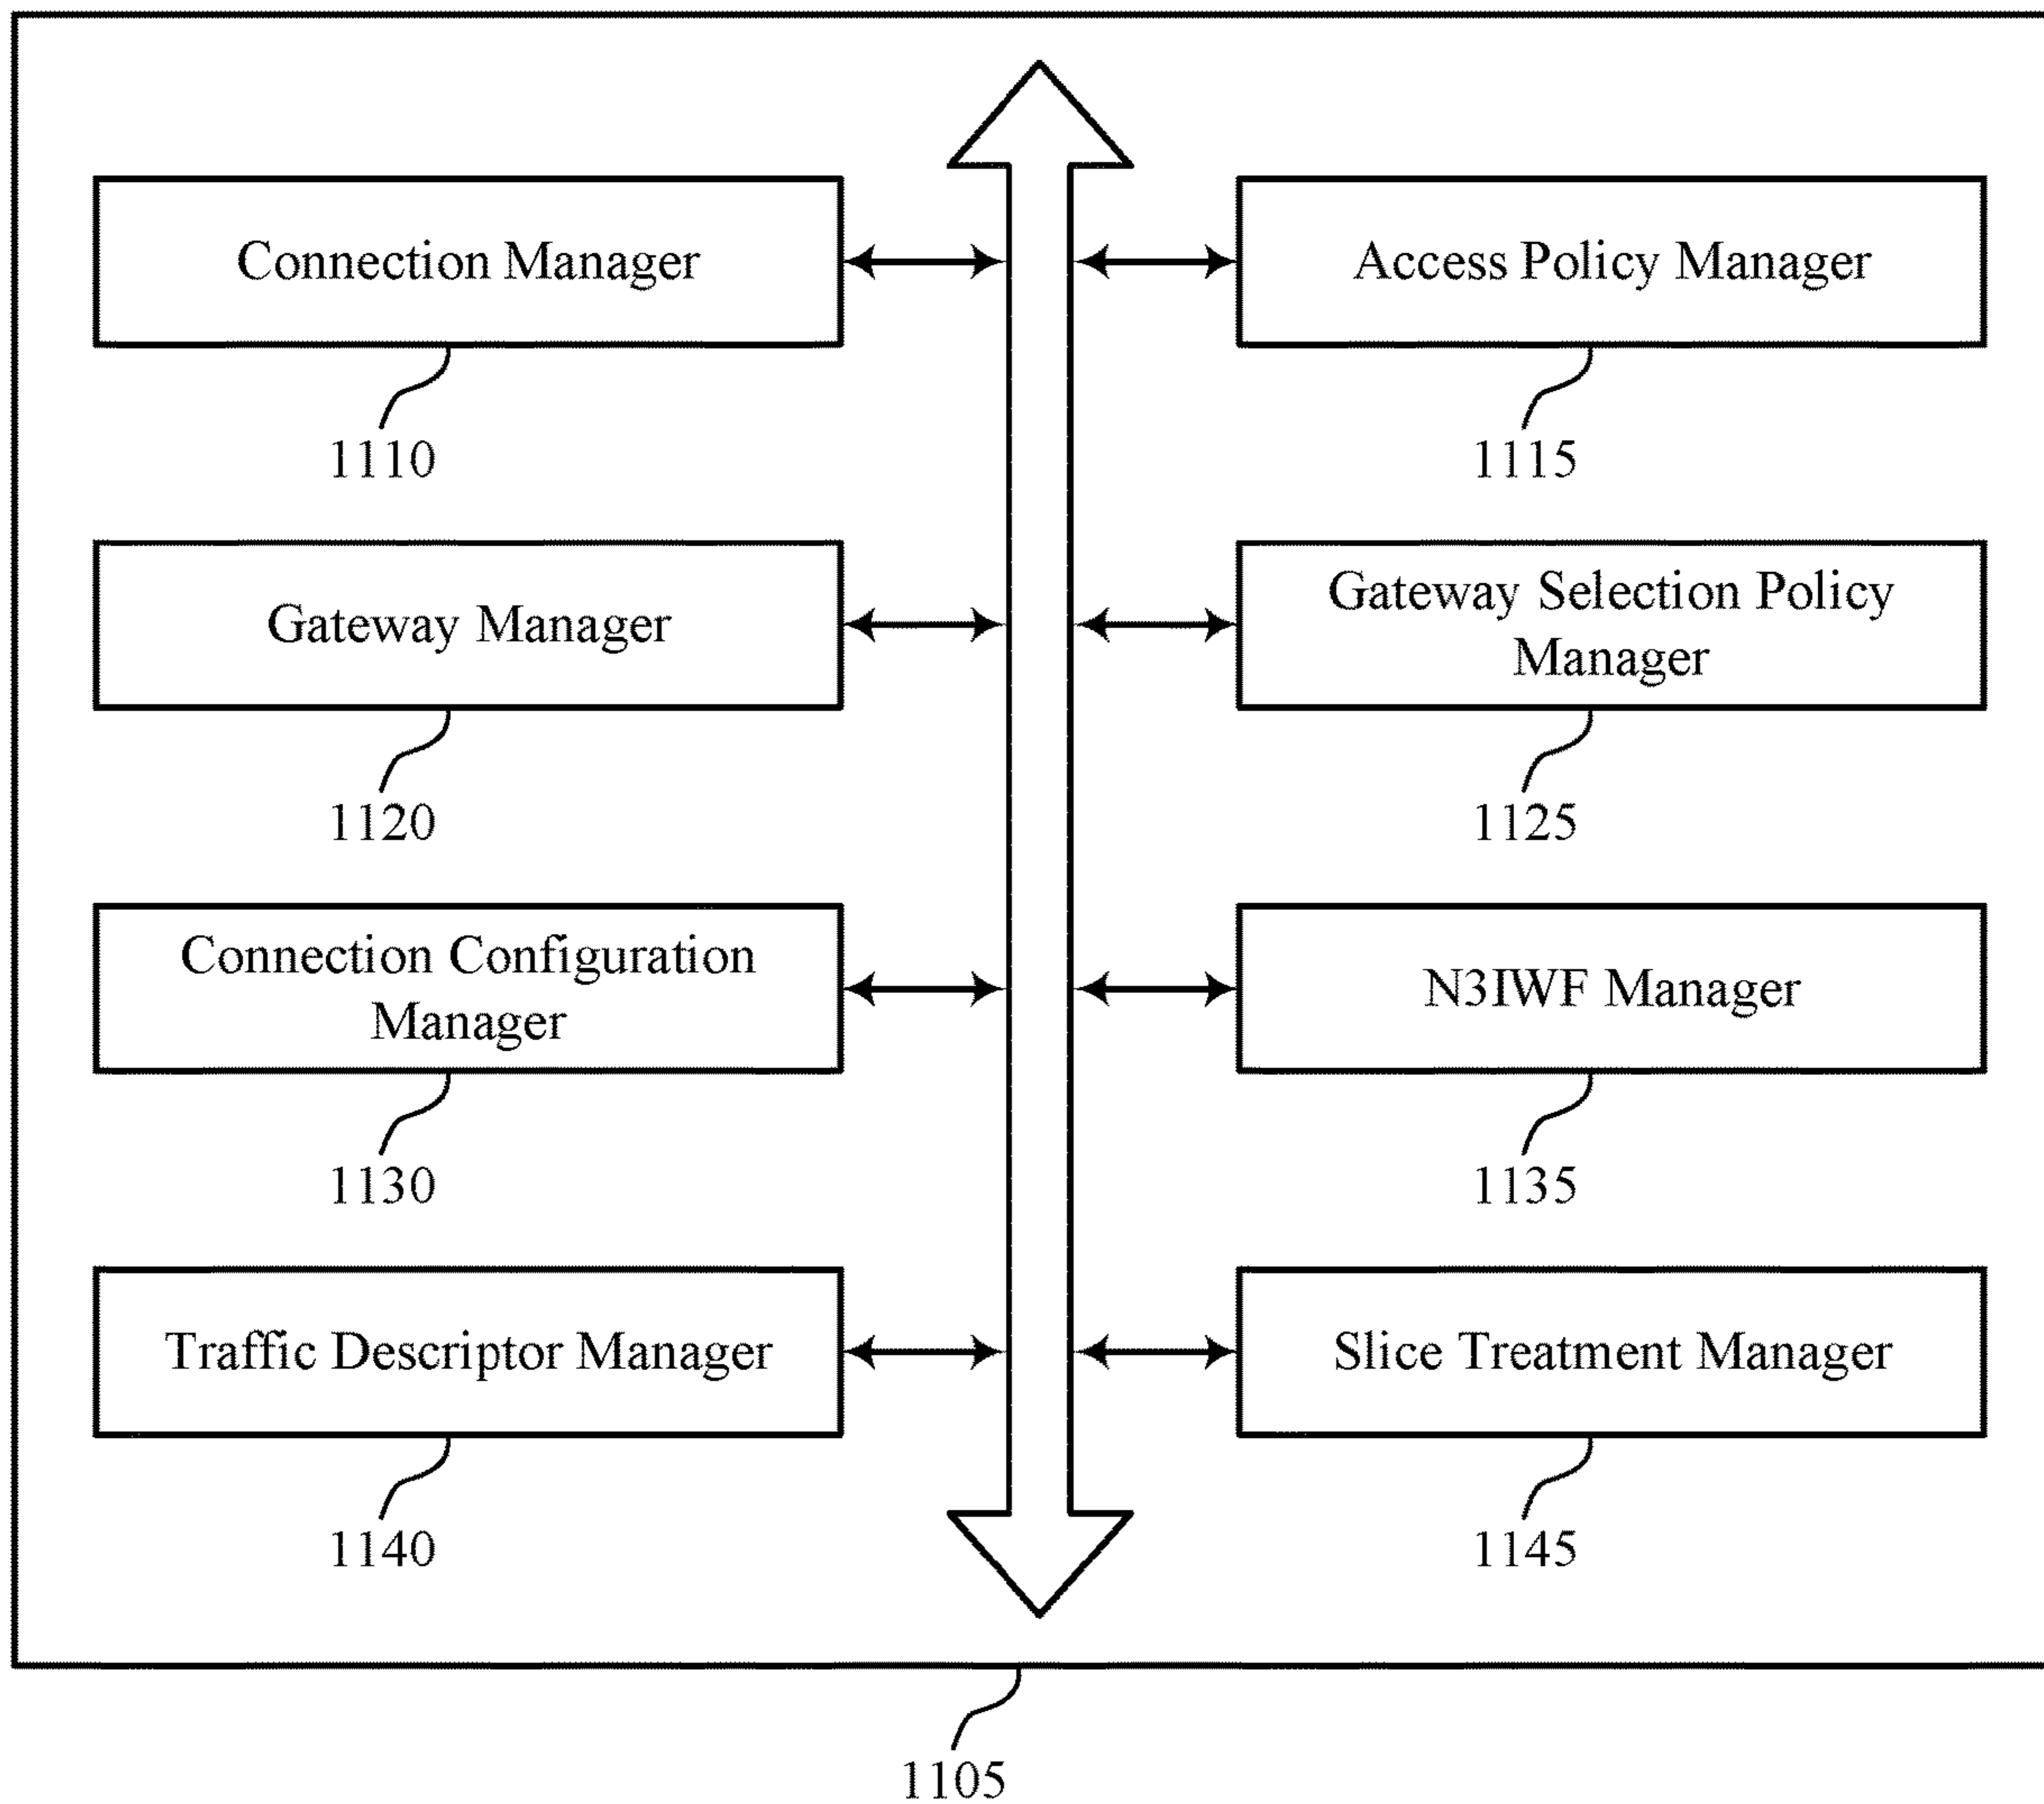 Connection Manager
Access Policy Manager
1110
1115
Gateway Manager
Gateway Selection Policy
Manager
1120
1125
Connection Configuration
Manager
N3IWF Manager
1130
1135
Traffic Descriptor Manager
Slice Treatment Manager
1140
1145
1105